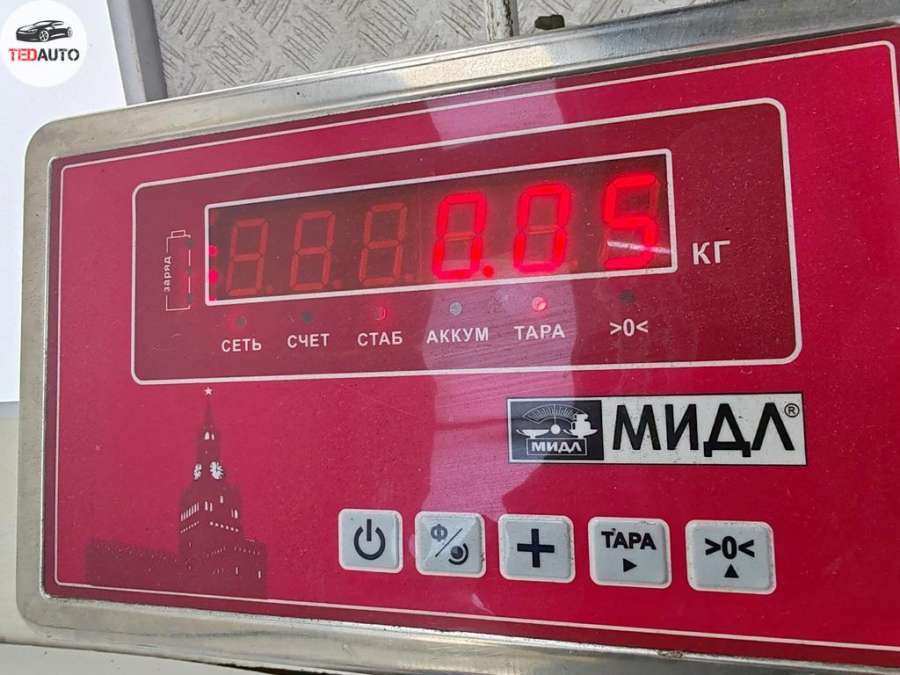 TEDAUTO
заряд
0.05
КГ
СЕТЬ СЧЕТ СТАБ АККУМ ТАРА >0<
МИДЛ МИДЛ®
Ф/ + ТАРА >0<